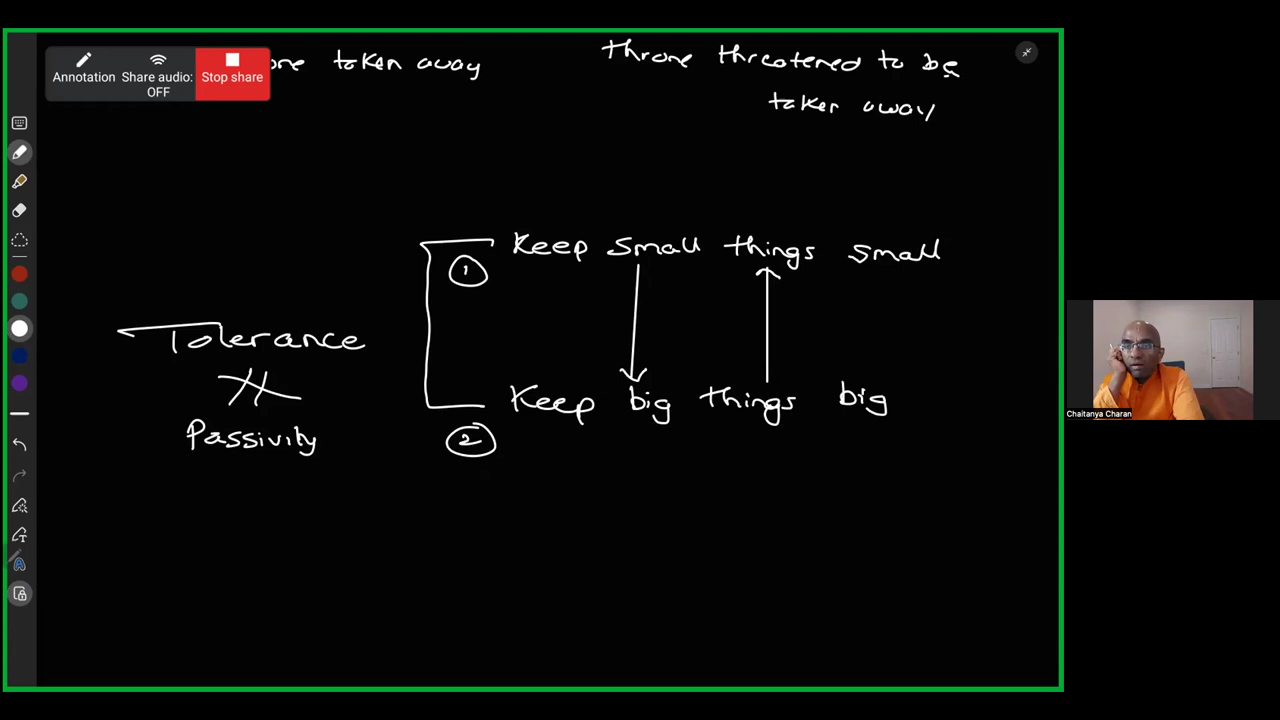 Annotation
Share audio:
OFF
Stop share
one taken away
Throne threatened to be
taken away
Keep small things small
1
Tolerance
Passivity
Keep big things big
2
Chaitanya Charan